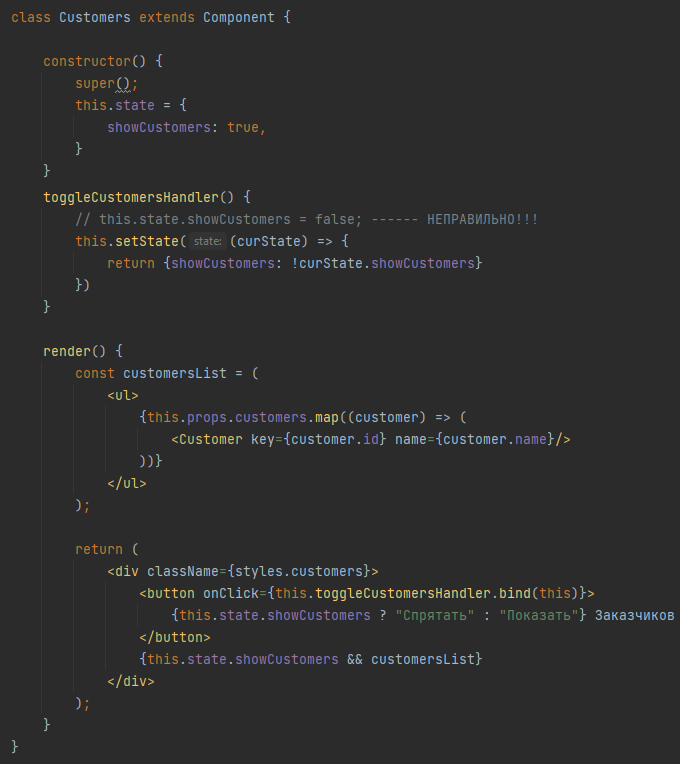 class Customers extends Component {
constructor() {
super();
this.state = {
showCustomers: true,
}
}
toggleCustomersHandler() {
// this.state.showCustomers = false; ------ НЕПРАВИЛЬНО!!!
this.setState( state: (curState) => {
return {showCustomers: !curState.showCustomers}
})
}
render() {
const customersList = (
<ul>
{this.props.customers.map((customer) => (
<Customer key={customer.id} name={customer.name}/>
))}
</ul>
);
return (
<div className={styles.customers}>
<button onClick={this.toggleCustomersHandler.bind(this)}>
{this.state.showCustomers ? "Спрятать" : "Показать"} Заказчиков
</button>
{this.state.showCustomers && customersList}
</div>
);
}
}